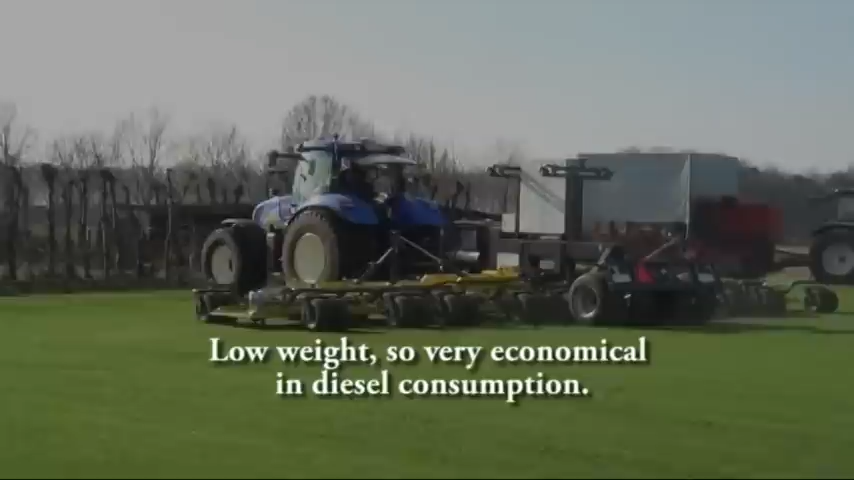 Low weight, so very economical
in diesel consumption.